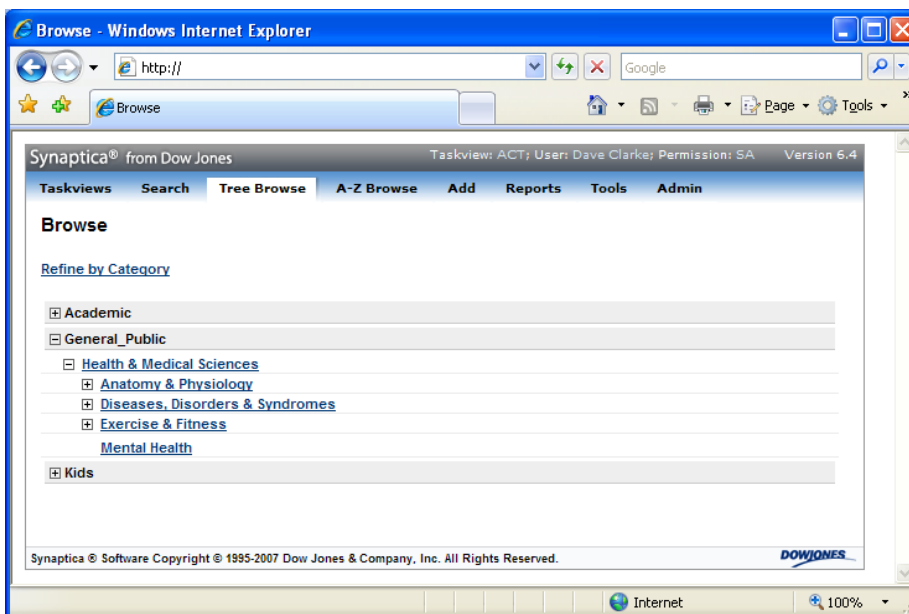 Browse - Windows Internet Explorer
http://
Google
Browse
Page
Tools
Synaptica® from Dow Jones Taskview: ACT; User: Dave Clarke; Permission: SA Version 6.4
Taskviews Search Tree Browse A-Z Browse Add Reports Tools Admin
Browse
Refine by Category
Academic
General_Public
Health & Medical Sciences
Anatomy & Physiology
Diseases, Disorders & Syndromes
Exercise & Fitness
Mental Health
Kids
Synaptica ® Software Copyright © 1995-2007 Dow Jones & Company, Inc. All Rights Reserved. DOWJONES
Internet 100%